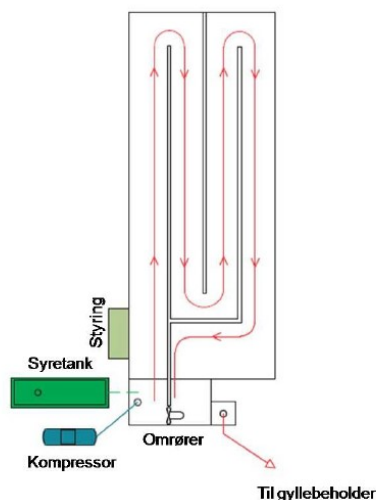 Styring
Syretank
Kompressor
Omrører
Til gyllebeholder